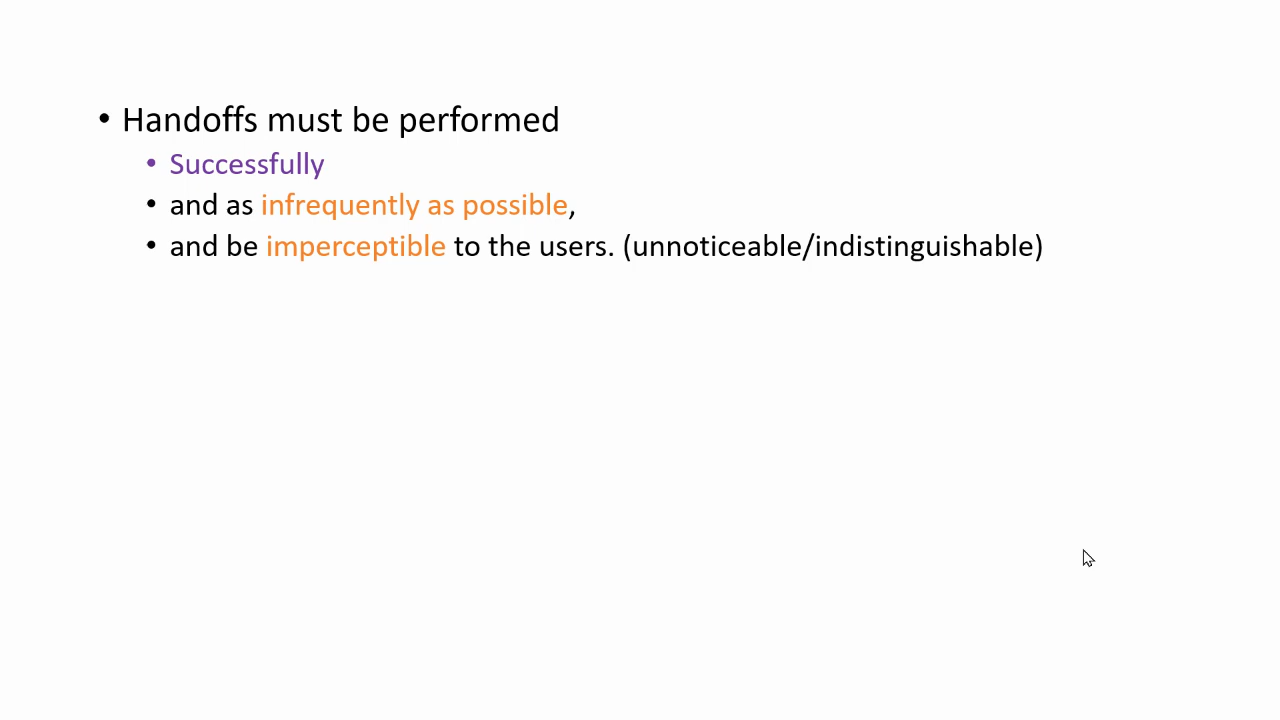 • Handoffs must be performed
• Successfully
• and as infrequently as possible,
• and be imperceptible to the users. (unnoticeable/indistinguishable)